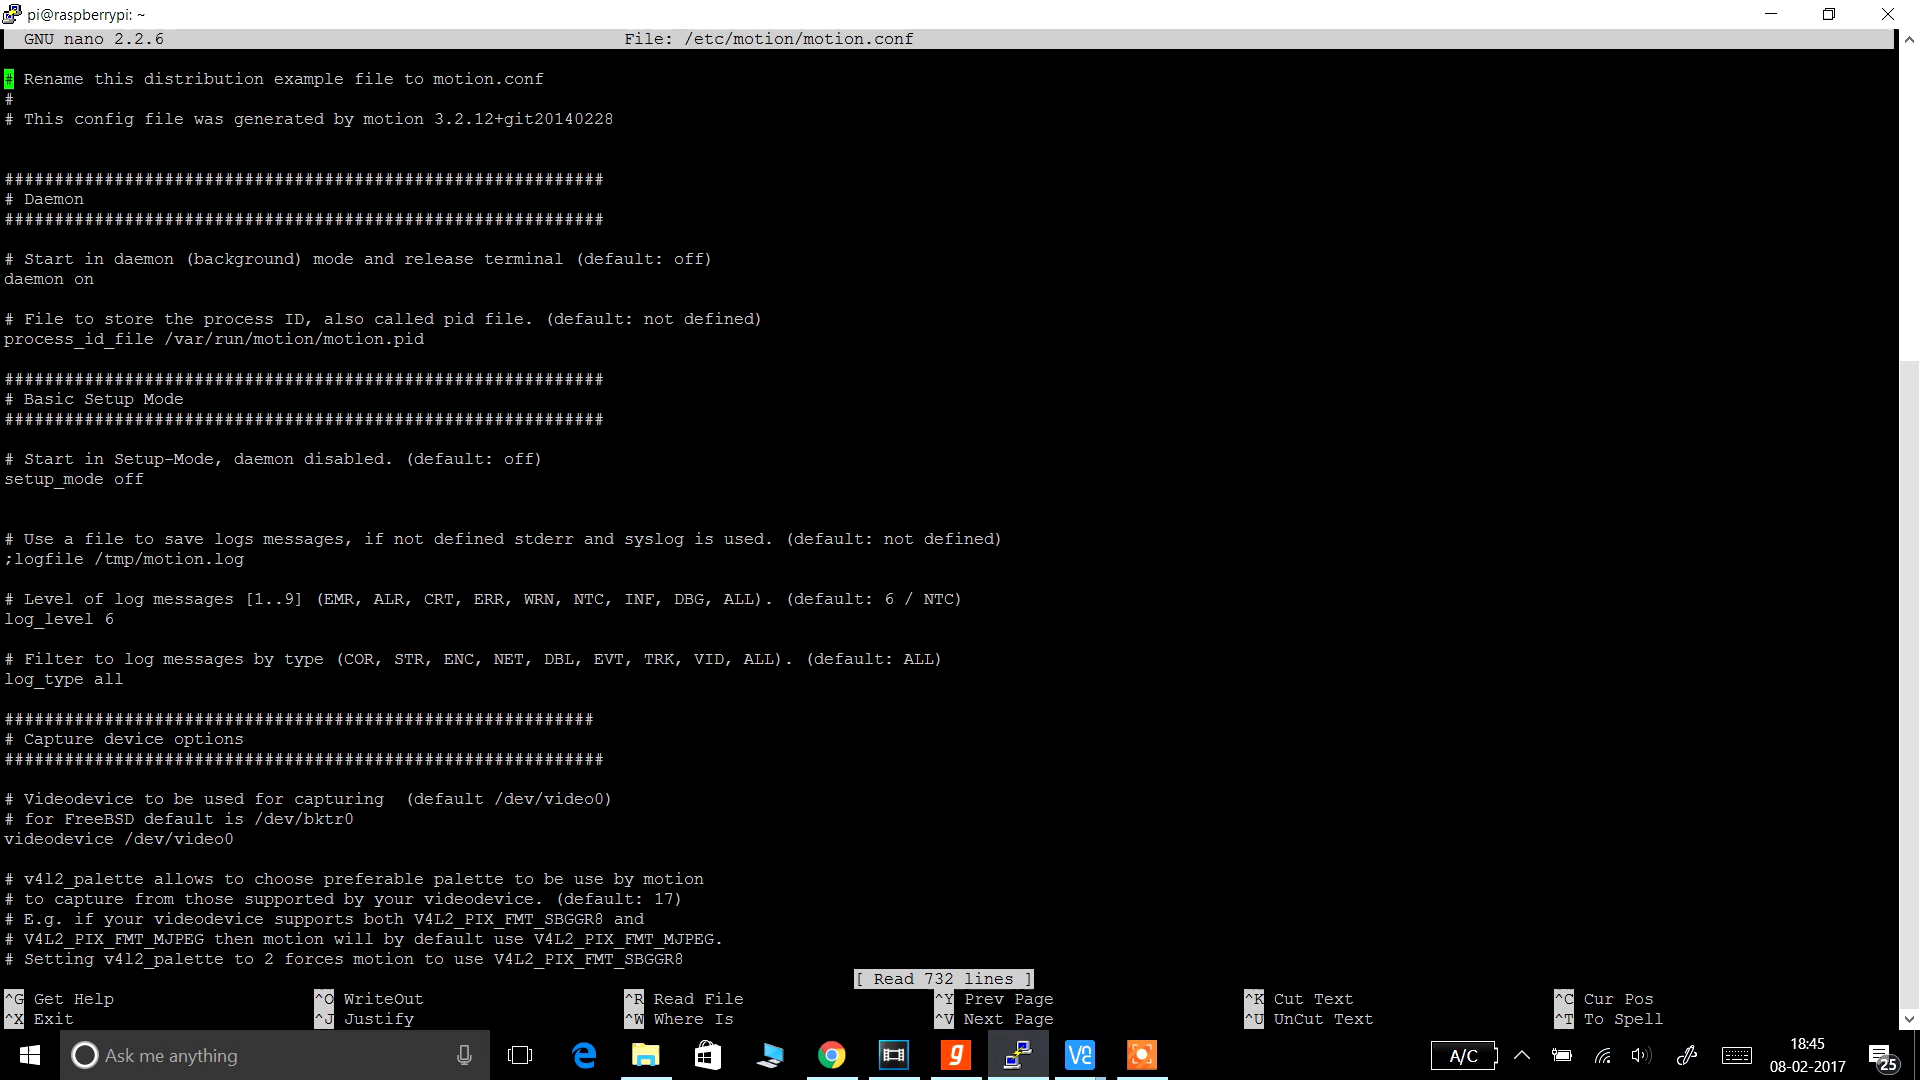 pi@raspberrypi: ~
GNU nano 2.2.6 File: /etc/motion/motion.conf
# Rename this distribution example file to motion.conf
#
# This config file was generated by motion 3.2.12+git20140228
############################################################
# Daemon
############################################################
# Start in daemon (background) mode and release terminal (default: off)
daemon on
# File to store the process ID, also called pid file. (default: not defined)
process_id_file /var/run/motion/motion.pid
############################################################
# Basic Setup Mode
############################################################
# Start in Setup-Mode, daemon disabled. (default: off)
setup_mode off
# Use a file to save logs messages, if not defined stderr and syslog is used. (default: not defined)
;logfile /tmp/motion.log
# Level of log messages [1..9] (EMR, ALR, CRT, ERR, WRN, NTC, INF, DBG, ALL). (default: 6 / NTC)
log_level 6
# Filter to log messages by type (COR, STR, ENC, NET, DBL, EVT, TRK, VID, ALL). (default: ALL)
log_type all
###########################################################
# Capture device options
############################################################
# Videodevice to be used for capturing  (default /dev/video0)
# for FreeBSD default is /dev/bktr0
videodevice /dev/video0
# v4l2_palette allows to choose preferable palette to be use by motion
# to capture from those supported by your videodevice. (default: 17)
# E.g. if your videodevice supports both V4L2_PIX_FMT_SBGGR8 and
# V4L2_PIX_FMT_MJPEG then motion will by default use V4L2_PIX_FMT_MJPEG.
# Setting v4l2_palette to 2 forces motion to use V4L2_PIX_FMT_SBGGR8
[ Read 732 lines ]
^G Get Help ^O WriteOut ^R Read File ^Y Prev Page ^K Cut Text ^C Cur Pos
^X Exit ^J Justify ^W Where Is ^V Next Page ^U UnCut Text ^T To Spell
Ask me anything
A/C
18:45
08-02-2017
25